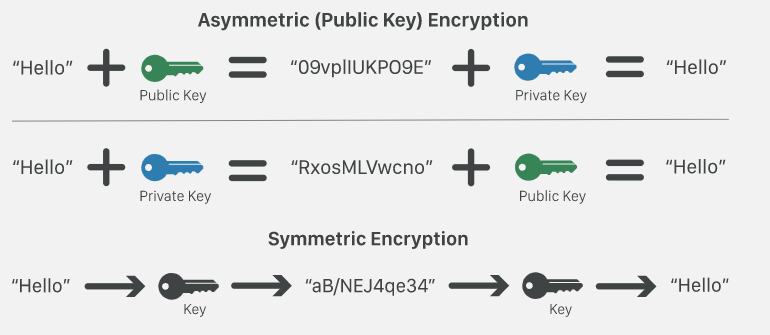 Asymmetric (Public Key) Encryption
“Hello” + = “09vplIUKPO9E” + = “Hello”
Public Key Private Key
“Hello” + = “RxosMLVwcno” + = “Hello”
Private Key Public Key
Symmetric Encryption
“Hello” “aB/NEJ4qe34” “Hello”
Key Key